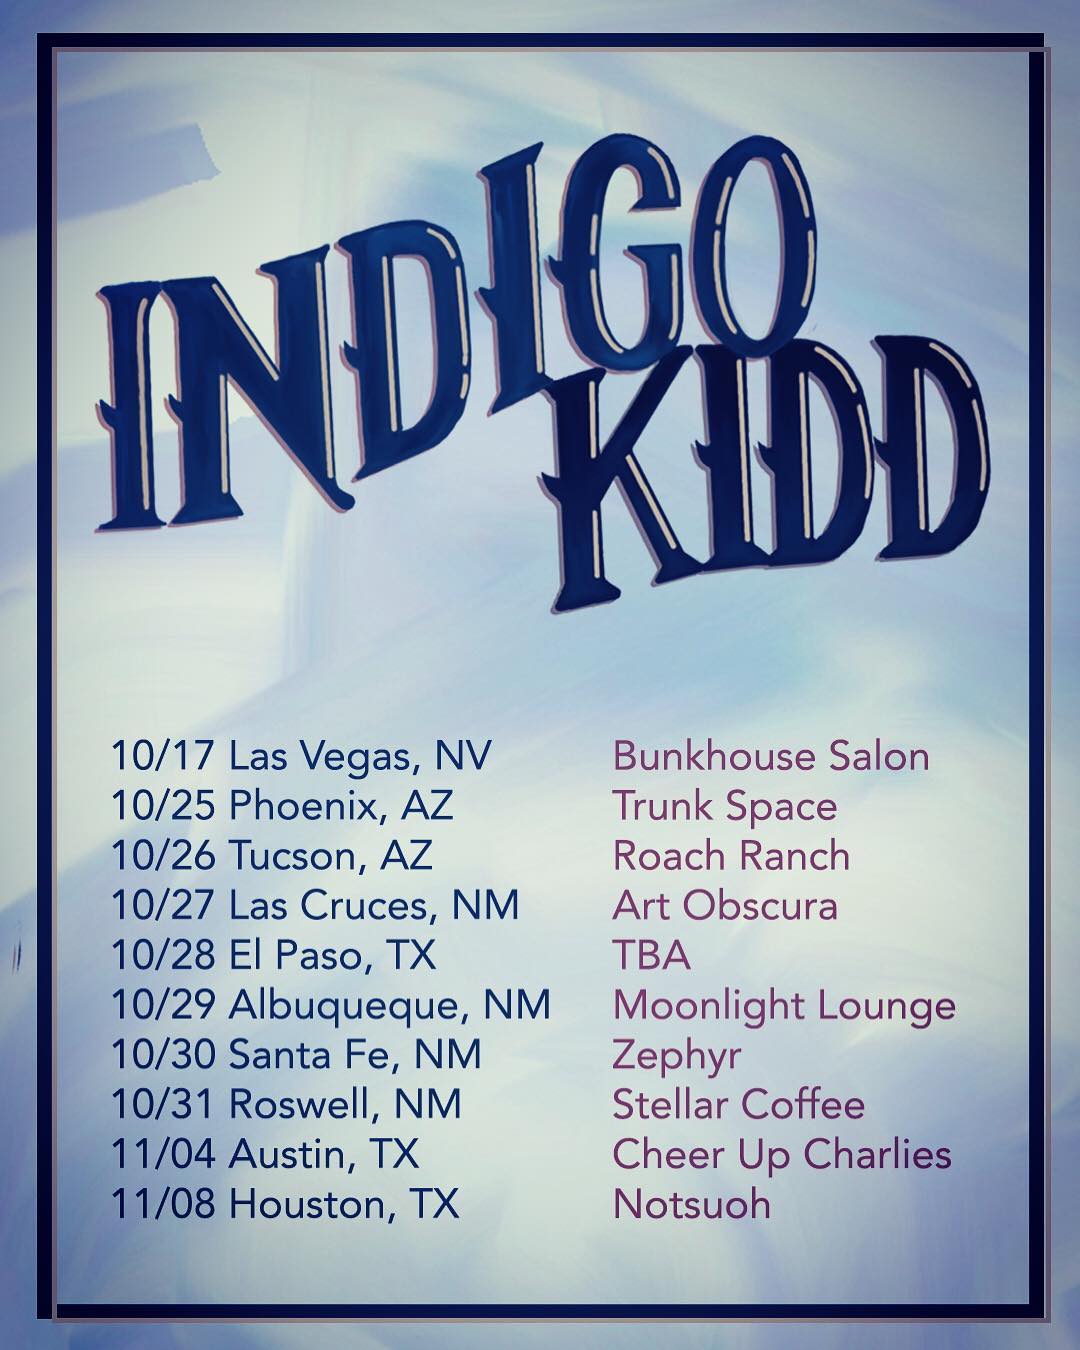 INDIGO
KIDD
10/17 Las Vegas, NV Bunkhouse Salon
10/25 Phoenix, AZ Trunk Space
10/26 Tucson, AZ Roach Ranch
10/27 Las Cruces, NM Art Obscura
10/28 El Paso, TX TBA
10/29 Albuqueque, NM Moonlight Lounge
10/30 Santa Fe, NM Zephyr
10/31 Roswell, NM Stellar Coffee
11/04 Austin, TX Cheer Up Charlies
11/08 Houston, TX Notsuoh